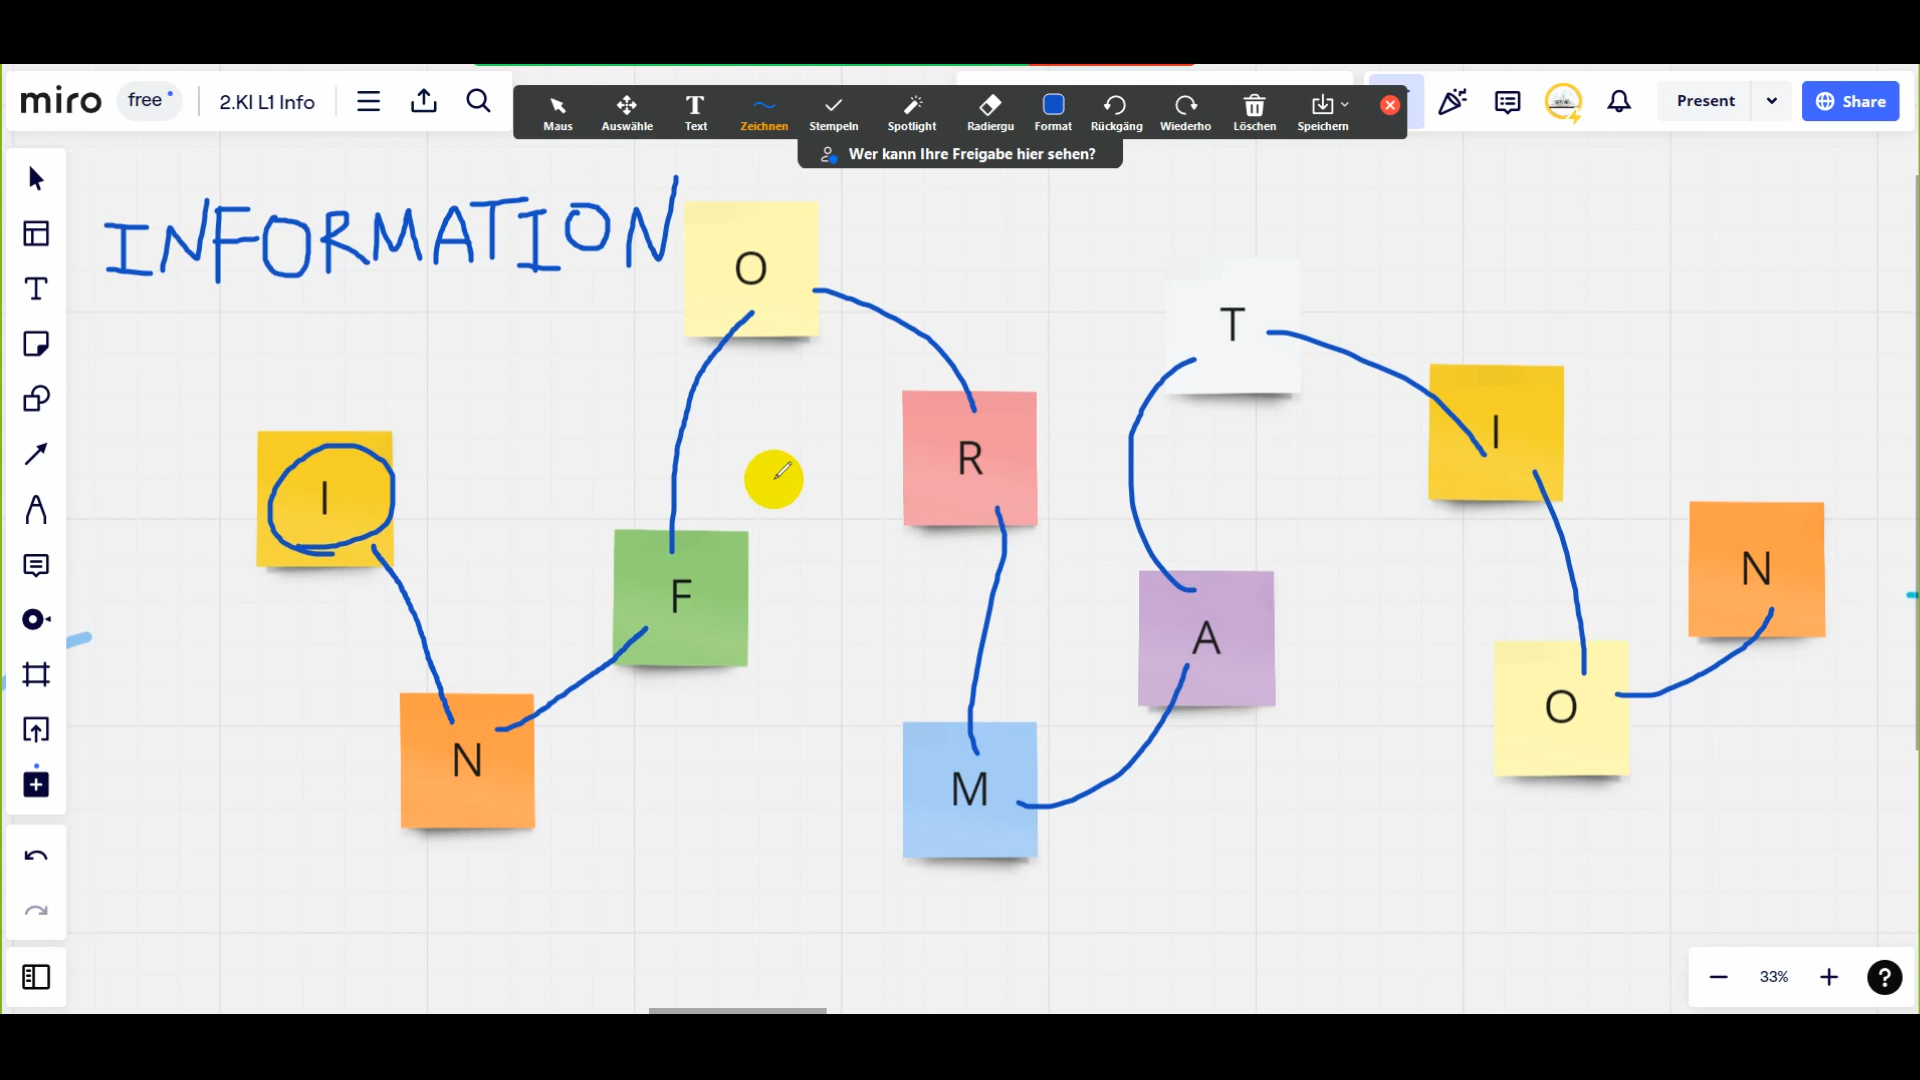 miro free 2.KI L1 Info Present Share
Maus Auswähle Text Zeichnen Stempeln Spotlight Radiergu Format Rückgäng Wiederho Löschen Speichern
Wer kann Ihre Freigabe hier sehen?
INFORMATION
O
T
I
R
I
N
F
A
O
N
M
33%